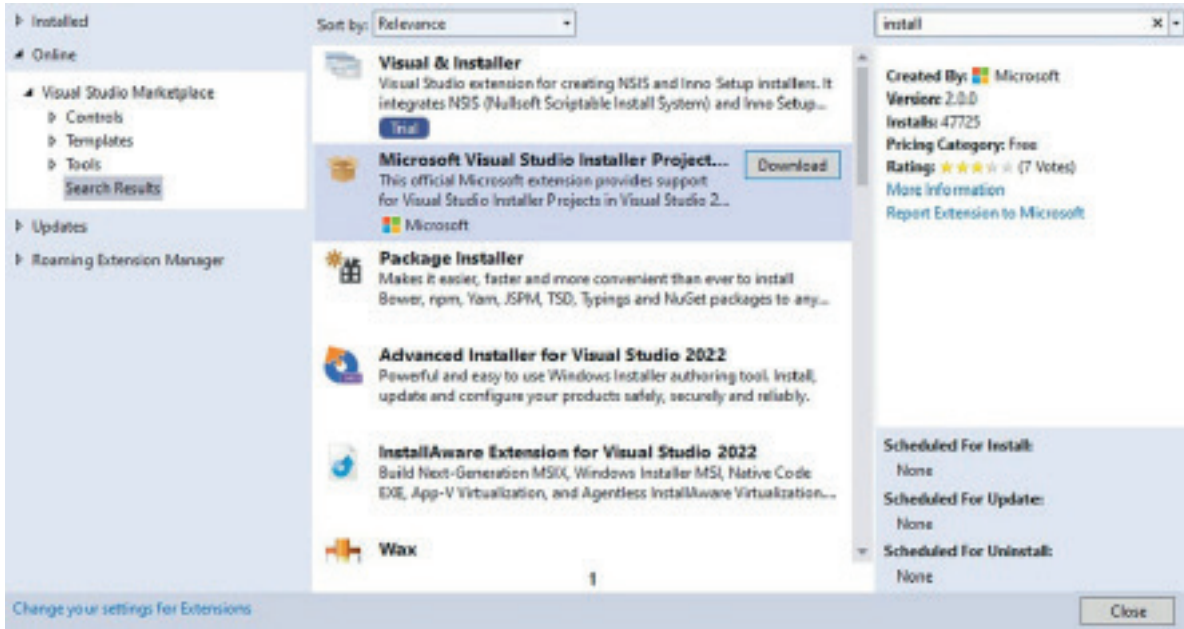 Installed
Online
Visual Studio Marketplace
Controls
Templates
Tools
Search Results
Updates
Roaming Extension Manager
Change your settings for Extensions
Sort by: Relevance
Visual & Installer
Visual Studio extension for creating NSIS and Inno Setup installers. It
integrates NSIS (Nullsoft Scriptable Install System) and Inno Setup...
Trial
Microsoft Visual Studio Installer Project...
Download
This official Microsoft extension provides support
for Visual Studio Installer Projects in Visual Studio 2...
Microsoft
Package Installer
Makes it easier, faster and more convenient than ever to install
Bower, npm, Yarn, JSPM, TSD, Typings and NuGet packages to any...
Advanced Installer for Visual Studio 2022
Powerful and easy to use Windows Installer authoring tool. Install,
update and configure your products safely, securely and reliably.
InstallAware Extension for Visual Studio 2022
Build Next-Generation MSIX, Windows Installer MSI, Native Code
EXE, App-V Virtualization, and Agentless InstallAware Virtualization....
Wax
1
install
Created By: Microsoft
Version: 2.0.0
Installs: 47725
Pricing Category: Free
Rating: (7 Votes)
More Information
Report Extension to Microsoft
Scheduled For Install:
None
Scheduled For Update:
None
Scheduled For Uninstall:
None
Close